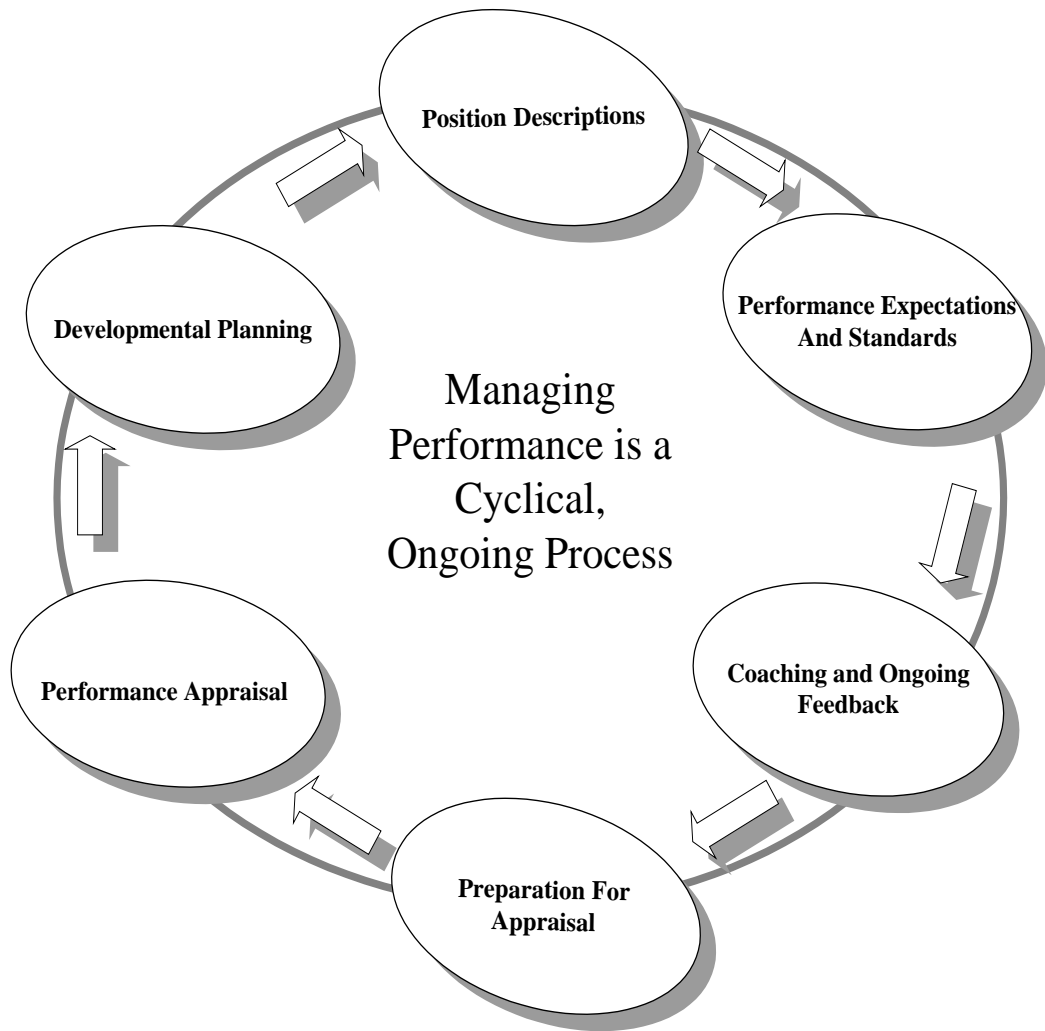 Position Descriptions
Performance Expectations
And Standards
Developmental Planning
Managing
Performance is a
Cyclical,
Ongoing Process
Coaching and Ongoing
Feedback
Performance Appraisal
Preparation For
Appraisal